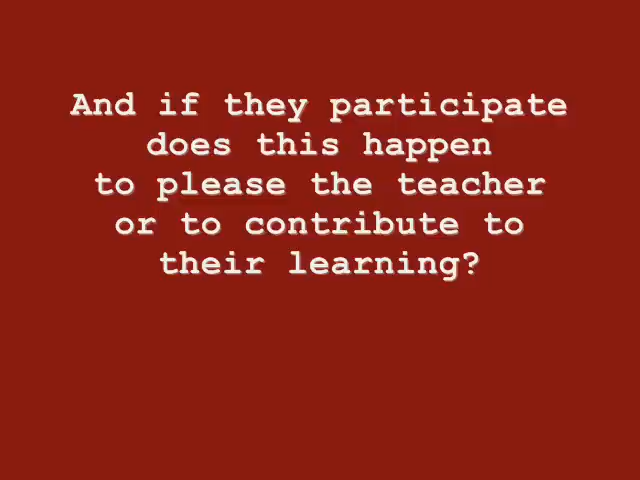 And if they participate
does this happen
to please the teacher
or to contribute to
their learning?